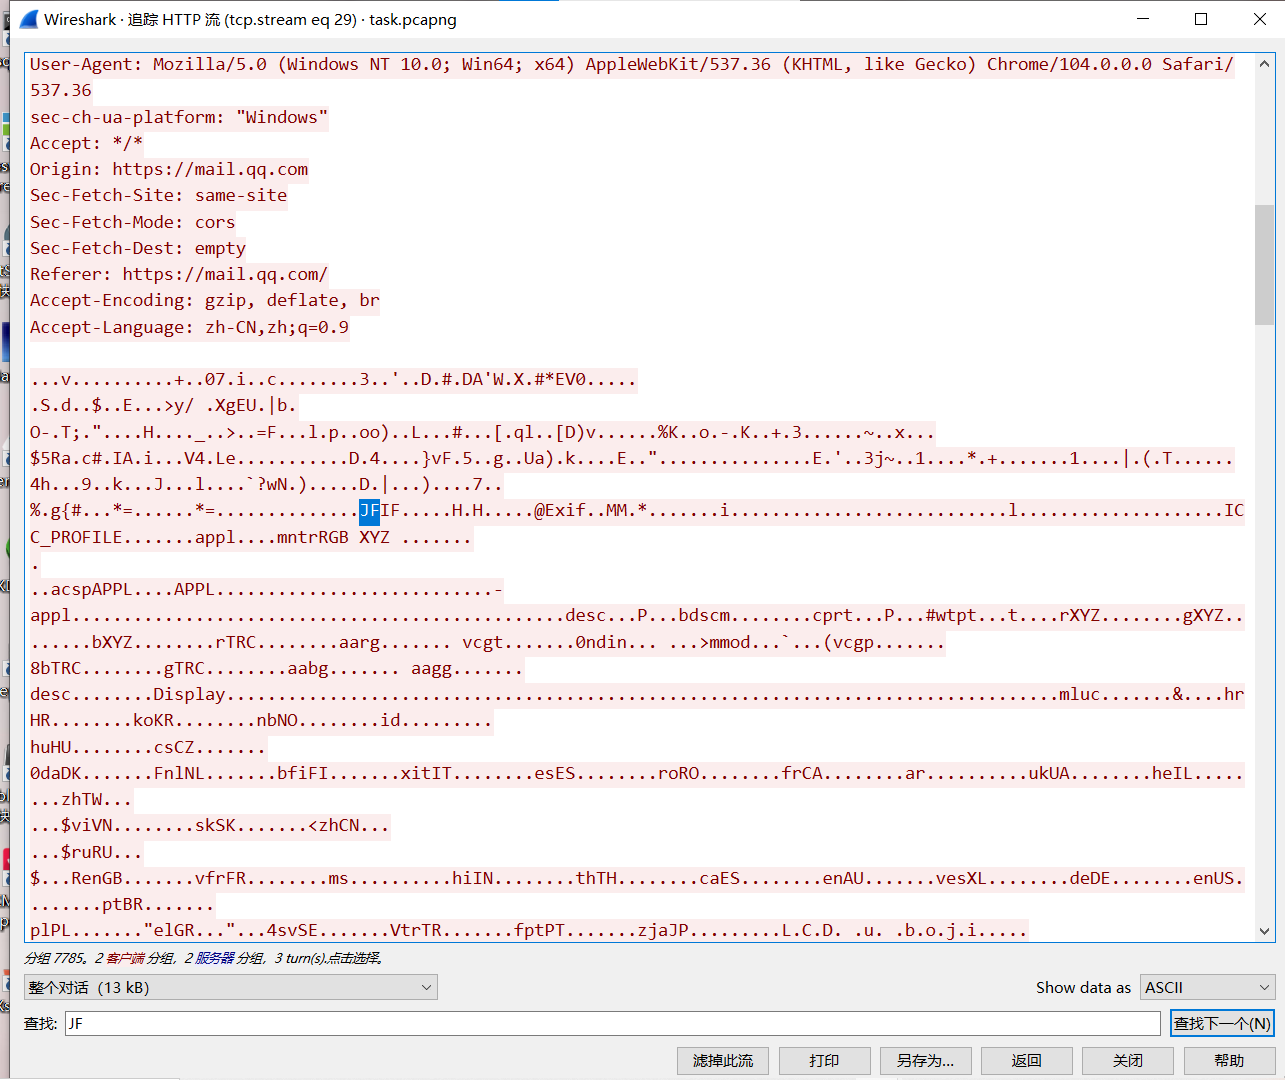 Wireshark · 追踪 HTTP 流 (tcp.stream eq 29) · task.pcapng
User-Agent: Mozilla/5.0 (Windows NT 10.0; Win64; x64) AppleWebKit/537.36 (KHTML, like Gecko) Chrome/104.0.0.0 Safari/
537.36
sec-ch-ua-platform: "Windows"
Accept: */*
Origin: https://mail.qq.com
Sec-Fetch-Site: same-site
Sec-Fetch-Mode: cors
Sec-Fetch-Dest: empty
Referer: https://mail.qq.com/
Accept-Encoding: gzip, deflate, br
Accept-Language: zh-CN,zh;q=0.9
...v..........+..07.i..c........3..'..D.#.DA'W.X.#*EV0.....
.S.d..$..E...>y/ .XgEU.|b.
O-.T;."....H...._..>..=F...l.p..oo)..L...#...[.ql..[D)v......%K..o.-.K..+.3......~..x...
$5Ra.c#.IA.i...V4.Le...........D.4....}vF.5..g..Ua).k....E.."...............E.'..3j~..1....*.+.......1....|.(.T......
4h...9..k...J...l....`?wN.).....D.|...)....7..
%.g{#...*=......*=..............JFIF.....H.H.....@Exif..MM.*.......i...........................l....................IC
C_PROFILE.......appl....mntrRGB XYZ .......
.
..acspAPPL....APPL...........................-
appl................................................desc...P...bdscm........cprt...P...#wtpt...t....rXYZ........gXYZ..
......bXYZ........rTRC........aarg....... vcgt.......0ndin... ...>mmod...`...(vcgp.......
8bTRC........gTRC........aabg....... aagg.......
desc........Display.................................................................................mluc.......&....hr
HR........koKR........nbNO........id.........
huHU........csCZ.......
0daDK.......FnlNL.......bfiFI.......xitIT........esES........roRO........frCA........ar..........ukUA........heIL.....
...zhTW...
...$viVN........skSK.......<zhCN...
...$ruRU...
$...RenGB.......vfrFR........ms..........hiIN........thTH........caES........enAU.......vesXL........deDE........enUS.
.......ptBR.......
plPL......."elGR..."...4svSE.......VtrTR.......fptPT.......zjaJP.........L.C.D. .u. .b.o.j.i.....
分组 7785。2 客户端 分组, 2 服务器 分组, 3 turn(s).点击选择。
整个对话 (13 kB)
Show data as
ASCII
查找:
JF
查找下一个(N)
滤掉此流
打印
另存为...
返回
关闭
帮助